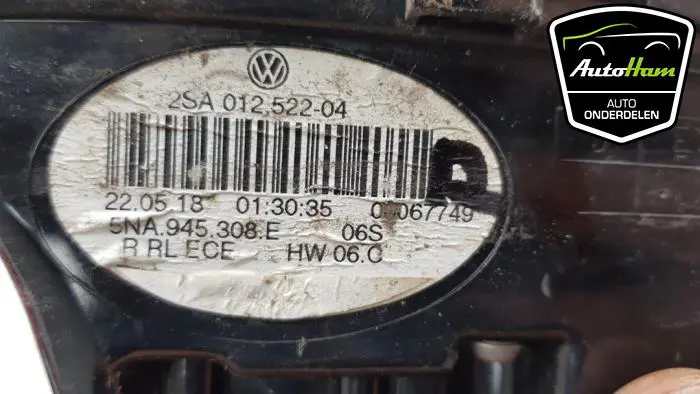 AutoHam
AUTO
ONDERDELEN
2SA 012.522-04
22.05.18 01:30:35
5NA.945.308.E 06S
R RL ECE HW 06.C